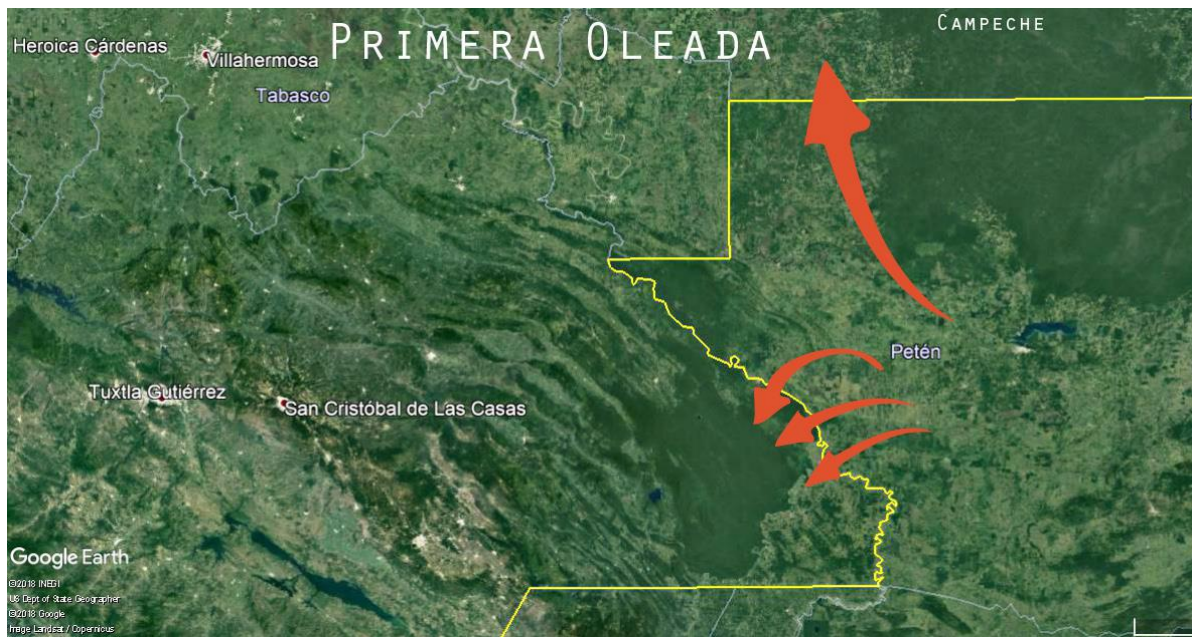 PRIMERA OLEADA
CAMPECHE
Heroica Cárdenas
Villahermosa
Tabasco
Petén
Tuxtla Gutiérrez
San Cristóbal de Las Casas
Google Earth
©2018 INEGI
US Dept of State Geographer
©2018 Google
Image Landsat / Copernicus